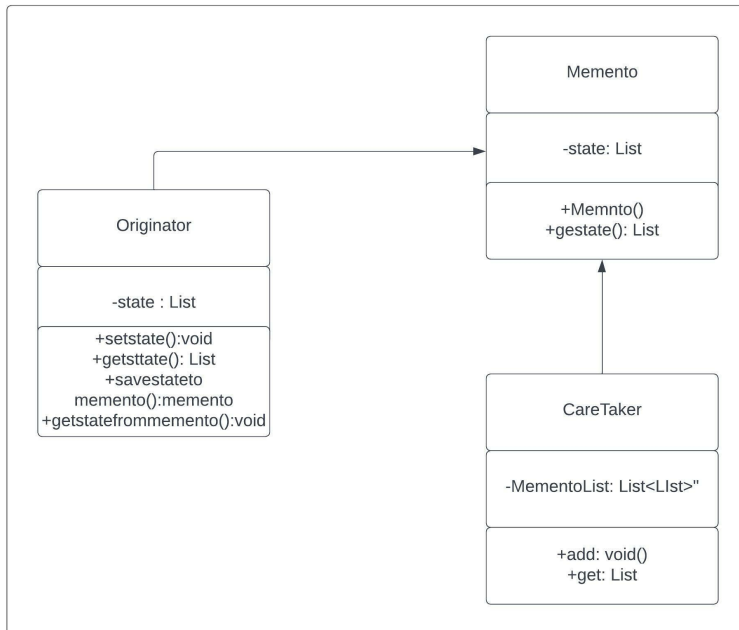 Memento
-state: List
+Memnto()
+gestate(): List
Originator
-state : List
+setstate():void
+getsttate(): List
+savestateto
memento():memento
+getstatefrommemento():void
CareTaker
-MementoList: List<LIst>"
+add: void()
+get: List